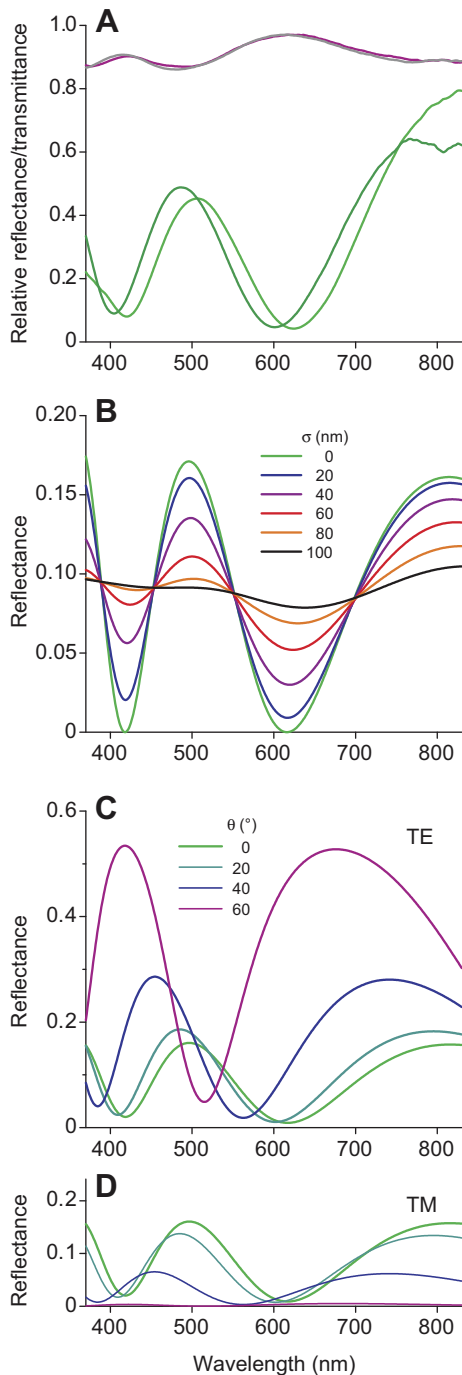 A
Relative reflectance/transmittance
1.0
0.8
0.6
0.4
0.2
0
400 500 600 700 800
B
Reflectance
0.20
0.15
0.10
0.05
0
σ (nm)
0
20
40
60
80
100
400 500 600 700 800
C
TE
Reflectance
0.6
0.4
0.2
0
θ (°)
0
20
40
60
400 500 600 700 800
D
TM
Reflectance
0.2
0.1
0
400 500 600 700 800
Wavelength (nm)